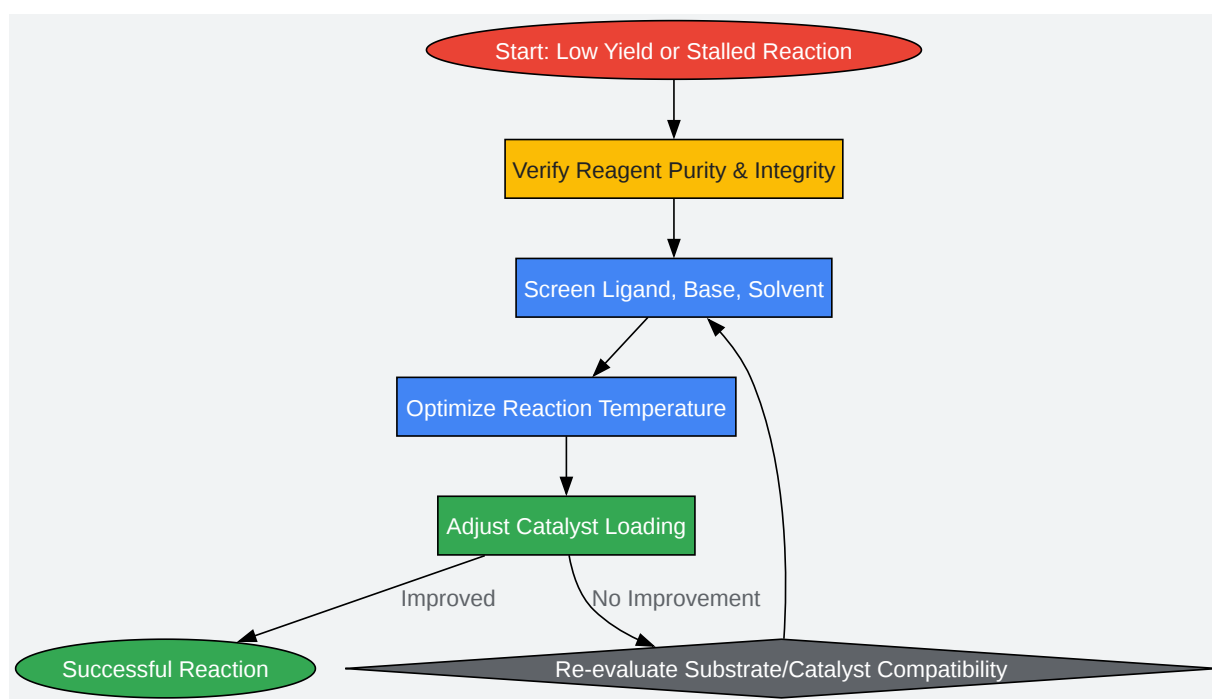 Start: Low Yield or Stalled Reaction
Verify Reagent Purity & Integrity
Screen Ligand, Base, Solvent
Optimize Reaction Temperature
Adjust Catalyst Loading
Improved
No Improvement
Successful Reaction
Re-evaluate Substrate/Catalyst Compatibility